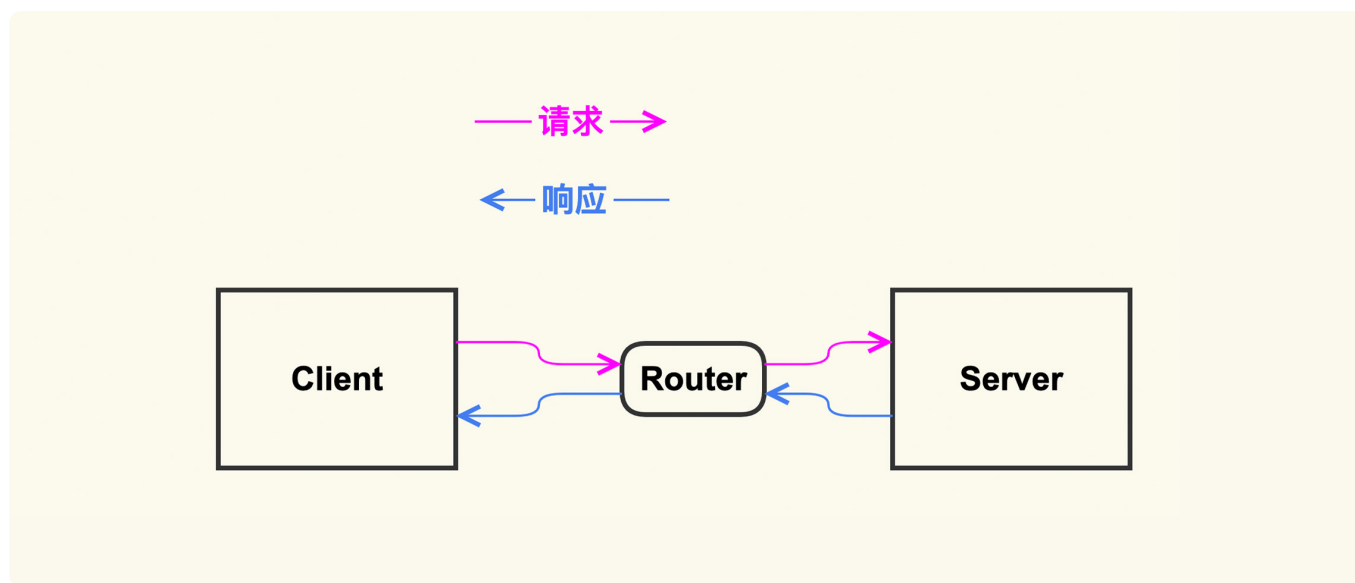 请求
响应
Client
Router
Server